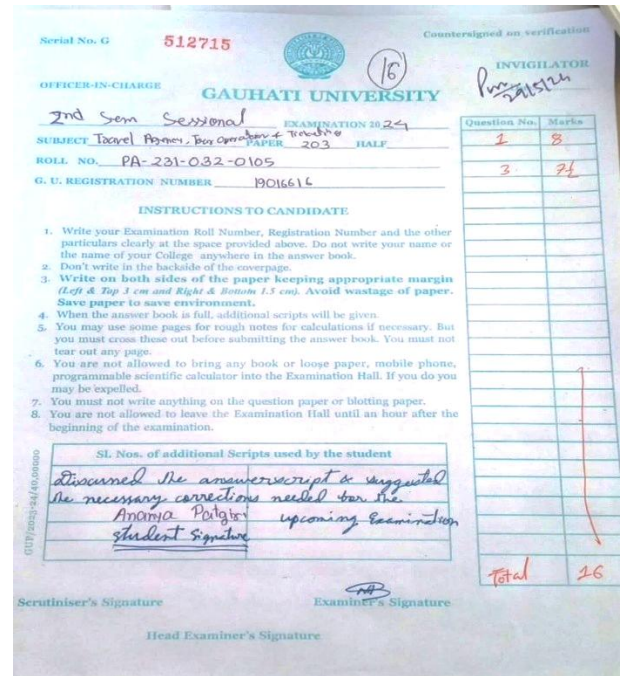 Serial No. G 512715
Countersigned on verification
16
INVIGILATOR
29/5/24
OFFICER-IN-CHARGE
GAUHATI UNIVERSITY
2nd Sem Sessional EXAMINATION 2024
SUBJECT Travel Agency, Tour Operation & PAPER 203 HALF
ROLL NO. PA-231-032-0105
G. U. REGISTRATION NUMBER 19016616
Question No. Marks
1 8
3 7½
INSTRUCTIONS TO CANDIDATE
1. Write your Examination Roll Number, Registration Number and the other
particulars clearly at the space provided above. Do not write your name or
the name of your College anywhere in the answer book.
2. Don't write in the backside of the coverpage.
3. Write on both sides of the paper keeping appropriate margin
(Left & Top 3 cm and Right & Bottom 1.5 cm). Avoid wastage of paper.
Save paper to save environment.
4. When the answer book is full, additional scripts will be given.
5. You may use some pages for rough notes for calculations if necessary. But
you must cross these out before submitting the answer book. You must not
tear out any page.
6. You are not allowed to bring any book or loose paper, mobile phone,
programmable scientific calculator into the Examination Hall. If you do you
may be expelled.
7. You must not write anything on the question paper or blotting paper.
8. You are not allowed to leave the Examination Hall until an hour after the
beginning of the examination.
Sl. Nos. of additional Scripts used by the student
Discussed the answerscript & suggested
the necessary corrections needed for the
Ananya Patgiri upcoming Examination
student signature
GUP/2023-24/40,00000
Total 16
Scrutiniser's Signature Examiner's Signature
Head Examiner's Signature